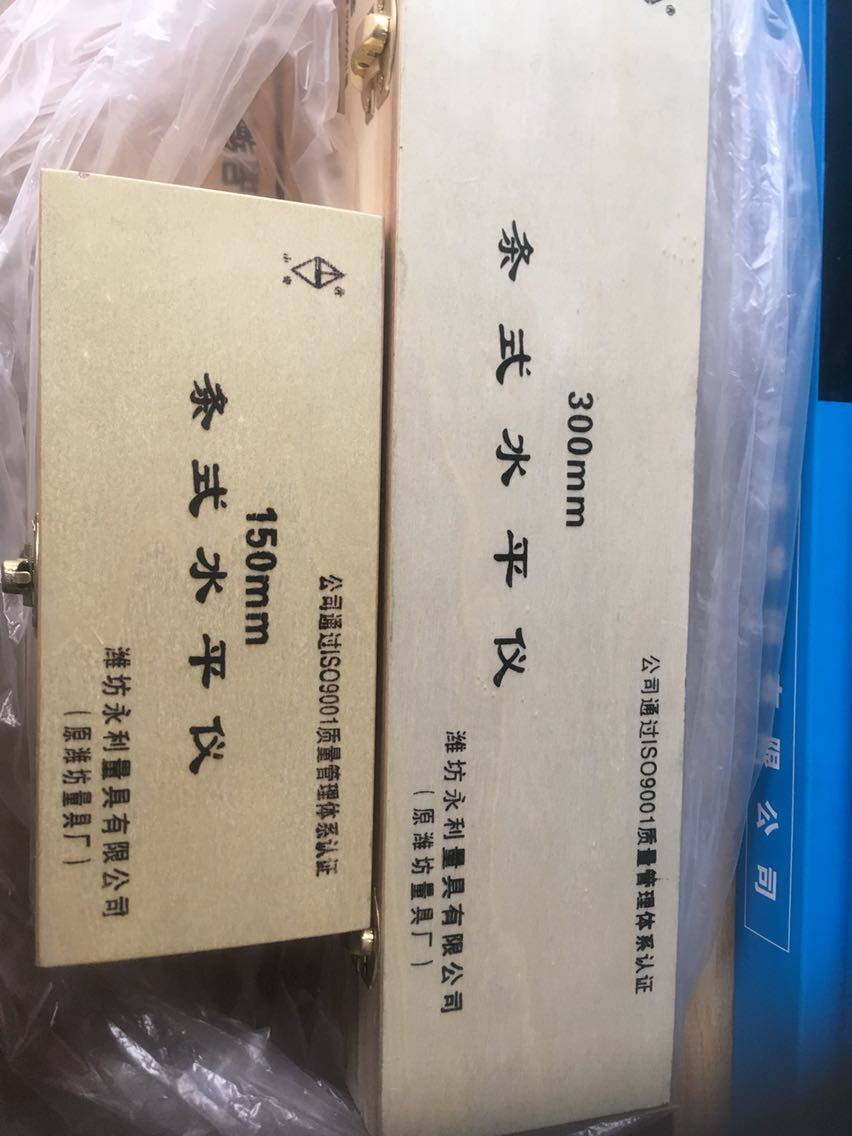 小音
公司通过ISO9001质量管理体系认证
150mm
条式水平仪
潍坊永利量具有限公司
（原潍坊量具厂）
公司通过ISO9001质量管理体系认证
300mm
条式水平仪
潍坊永利量具有限公司
（原潍坊量具厂）
限公司